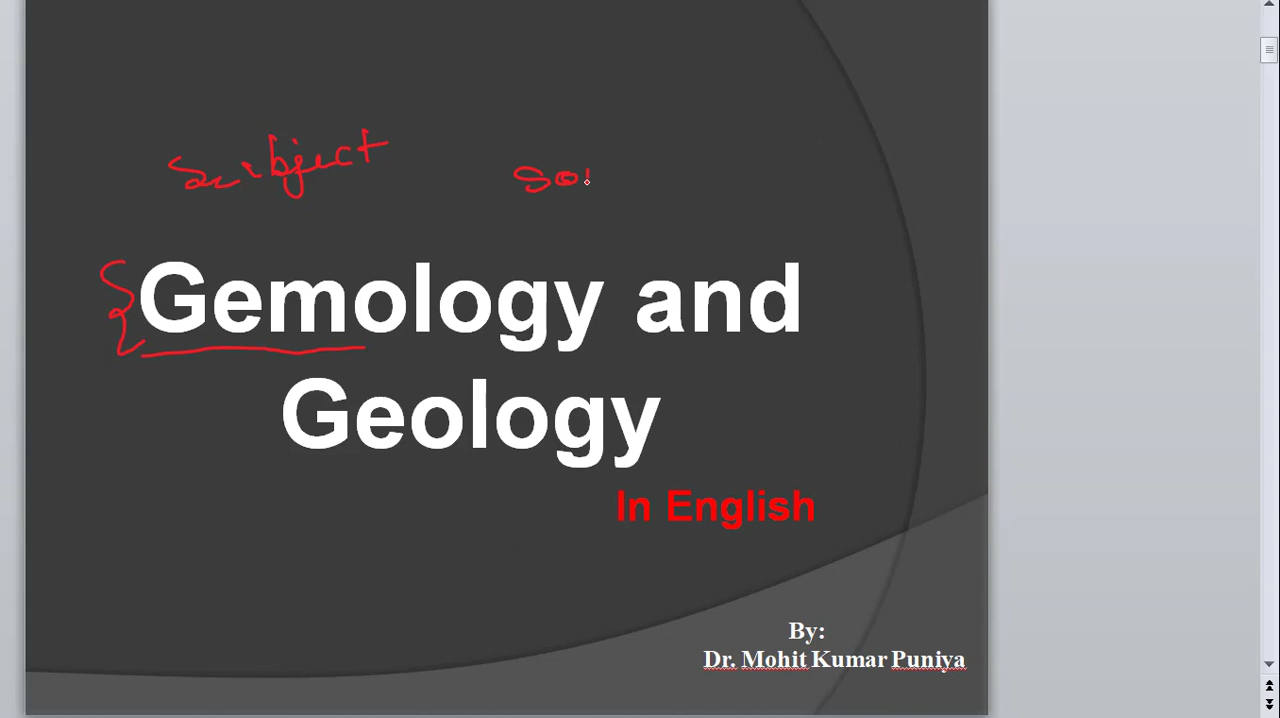 Subject
Gemology and
Geology
In English
By:
Dr. Mohit Kumar Puniya